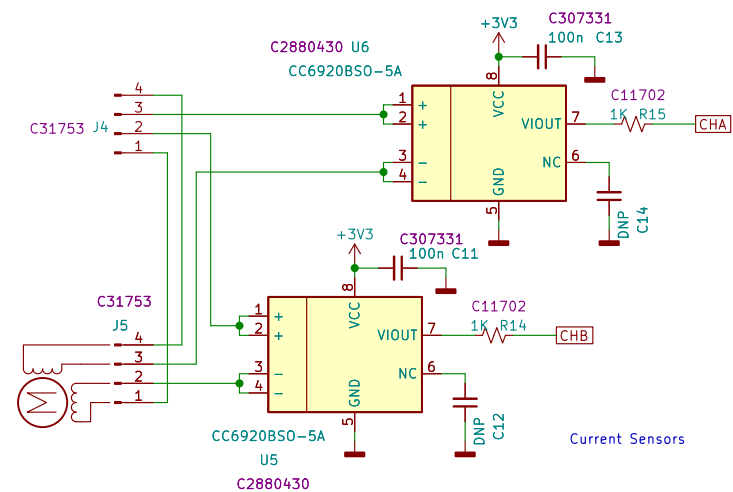 C307331
+3V3
100n C13
C2880430 U6
CC6920BSO-5A
8
VCC
C11702
1K R15
CHA
4
3
2
1
C31753 J4
1
2
3
4
+
+
−
−
VIOUT
7
NC
6
GND
5
DNP
C14
+3V3
C307331
100n C11
8
VCC
C11702
1K R14
CHB
C31753
J5
4
3
2
1
M
1
2
3
4
+
+
−
−
VIOUT
7
NC
6
GND
5
DNP
C12
CC6920BSO-5A
U5
C2880430
Current Sensors